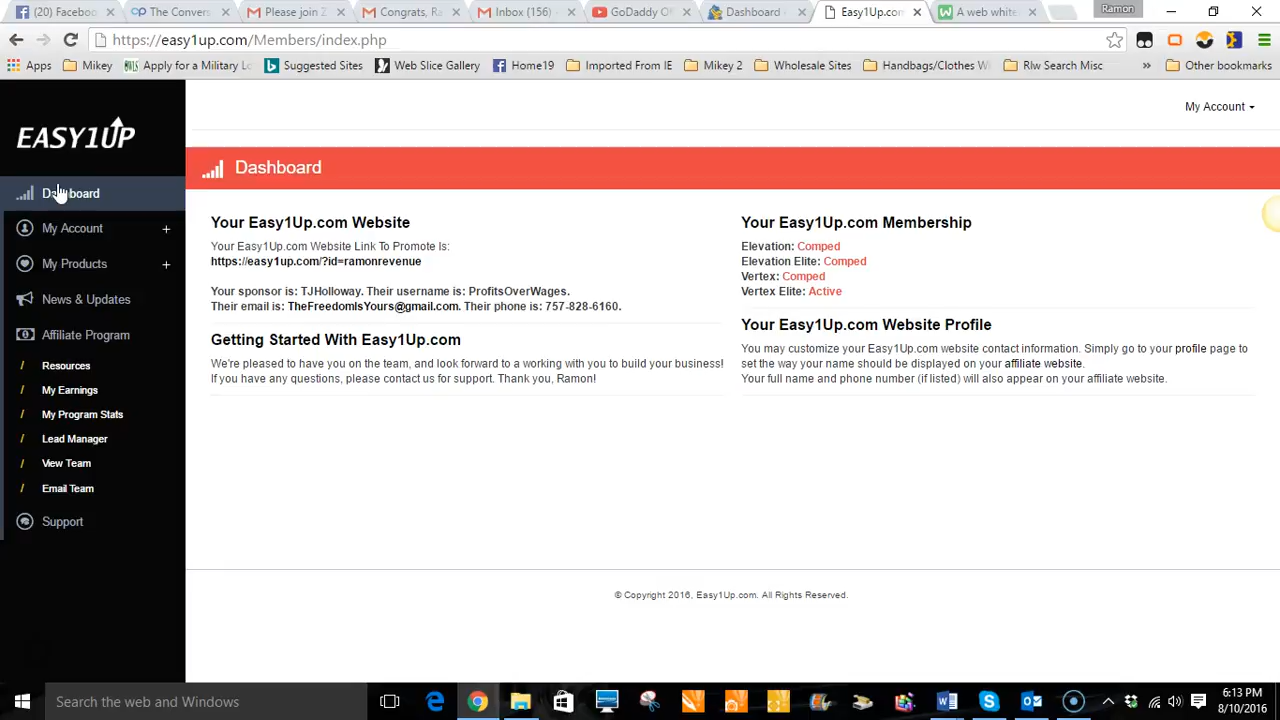 (20) Faceboo
The Convers
Please join Z
Congrats, Ra
Inbox (156)
GoDaddy Of
Dashboard
Easy1Up.com
A web white
Ramon
https://easy1up.com/Members/index.php
Apps
Mikey
Apply for a Military Lo
Suggested Sites
Web Slice Gallery
Home19
Imported From IE
Mikey 2
Wholesale Sites
Handbags/Clothes W
Rlw Search Misc
»
Other bookmarks
EASY1UP
My Account
Dashboard
Dashboard
My Account +
My Products +
News & Updates
Affiliate Program
/ Resources
/ My Earnings
/ My Program Stats
/ Lead Manager
/ View Team
/ Email Team
Support
Your Easy1Up.com Website
Your Easy1Up.com Website Link To Promote Is:
https://easy1up.com/?id=ramonrevenue
Your sponsor is: TJHolloway. Their username is: ProfitsOverWages.
Their email is: TheFreedomIsYours@gmail.com. Their phone is: 757-828-6160.
Getting Started With Easy1Up.com
We're pleased to have you on the team, and look forward to a working with you to build your business!
If you have any questions, please contact us for support. Thank you, Ramon!
Your Easy1Up.com Membership
Elevation: Comped
Elevation Elite: Comped
Vertex: Comped
Vertex Elite: Active
Your Easy1Up.com Website Profile
You may customize your Easy1Up.com website contact information. Simply go to your profile page to
set the way your name should be displayed on your affiliate website.
Your full name and phone number (if listed) will also appear on your affiliate website.
© Copyright 2016, Easy1Up.com. All Rights Reserved.
Search the web and Windows
6:13 PM
8/10/2016